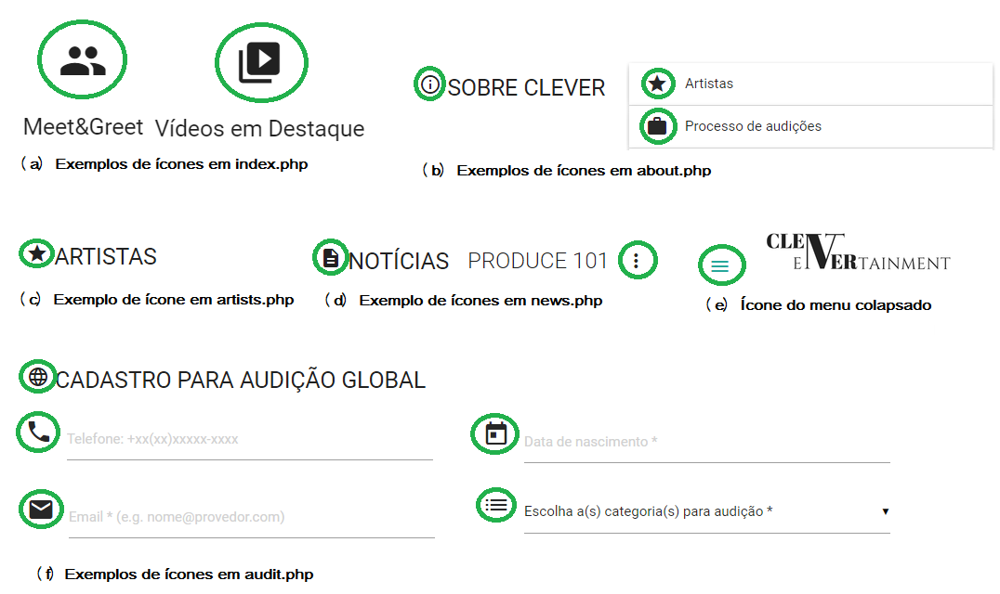 Meet&Greet
Vídeos em Destaque
(a) Exemplos de ícones em index.php
SOBRE CLEVER
Artistas
Processo de audições
(b) Exemplos de ícones em about.php
ARTISTAS
(c) Exemplo de ícone em artists.php
NOTÍCIAS
PRODUCE 101
(d) Exemplo de ícones em news.php
CLEVER
ENVERTAINMENT
(e) Ícone do menu colapsado
CADASTRO PARA AUDIÇÃO GLOBAL
Telefone: +xx(xx)xxxxx-xxxx
Data de nascimento *
Email * (e.g. nome@provedor.com)
Escolha a(s) categoria(s) para audição *
(f) Exemplos de ícones em audit.php